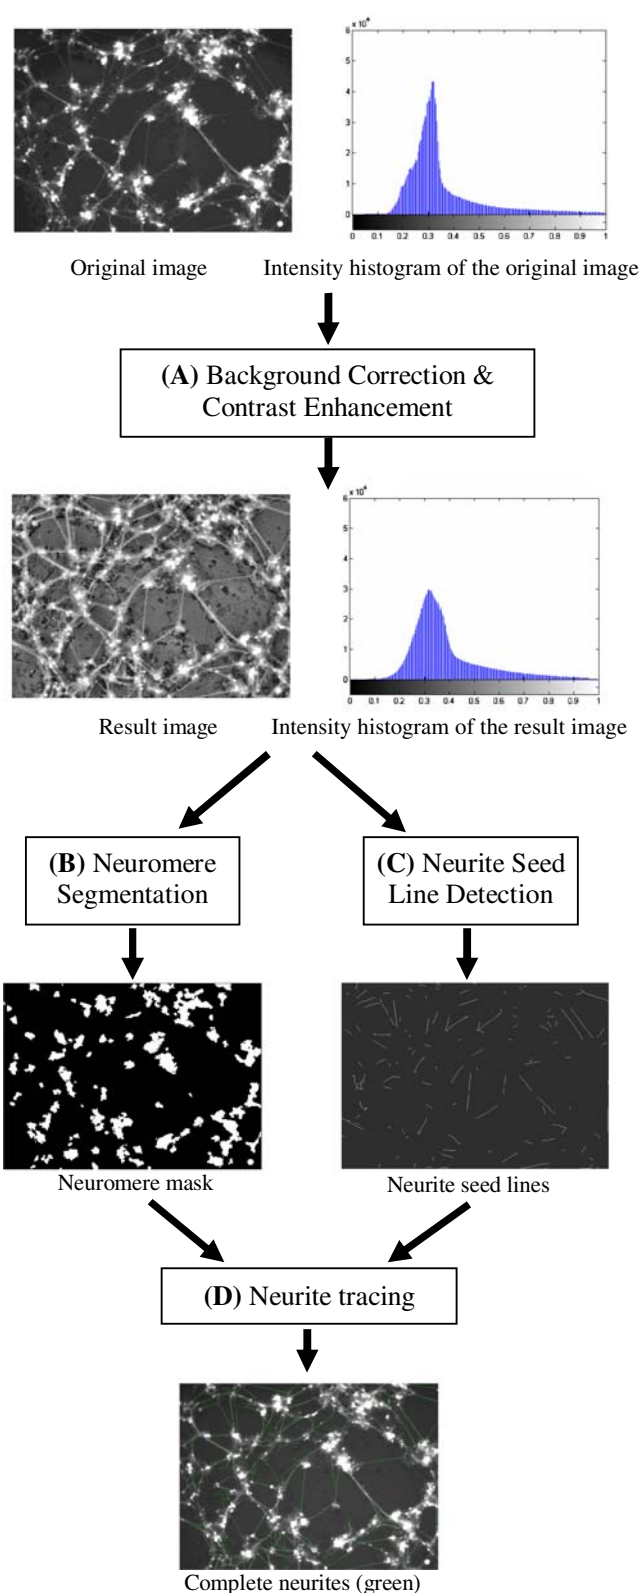 x 10^4
6
5
4
3
2
1
0
0 0.1 0.2 0.3 0.4 0.5 0.6 0.7 0.8 0.9 1
Original image
Intensity histogram of the original image
(A) Background Correction &
Contrast Enhancement
x 10^4
6
5
4
3
2
1
0
0 0.1 0.2 0.3 0.4 0.5 0.6 0.7 0.8 0.9 1
Result image
Intensity histogram of the result image
(B) Neuromere
Segmentation
(C) Neurite Seed
Line Detection
Neuromere mask
Neurite seed lines
(D) Neurite tracing
Complete neurites (green)